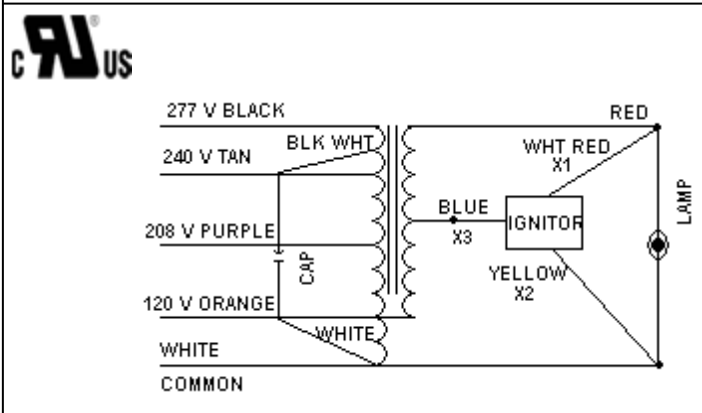 c RU US
277 V BLACK
RED
BLK WHT
WHT RED
X1
240 V TAN
BLUE
IGNITOR
LAMP
X3
208 V PURPLE
CAP
YELLOW
X2
120 V ORANGE
WHITE
WHITE
COMMON